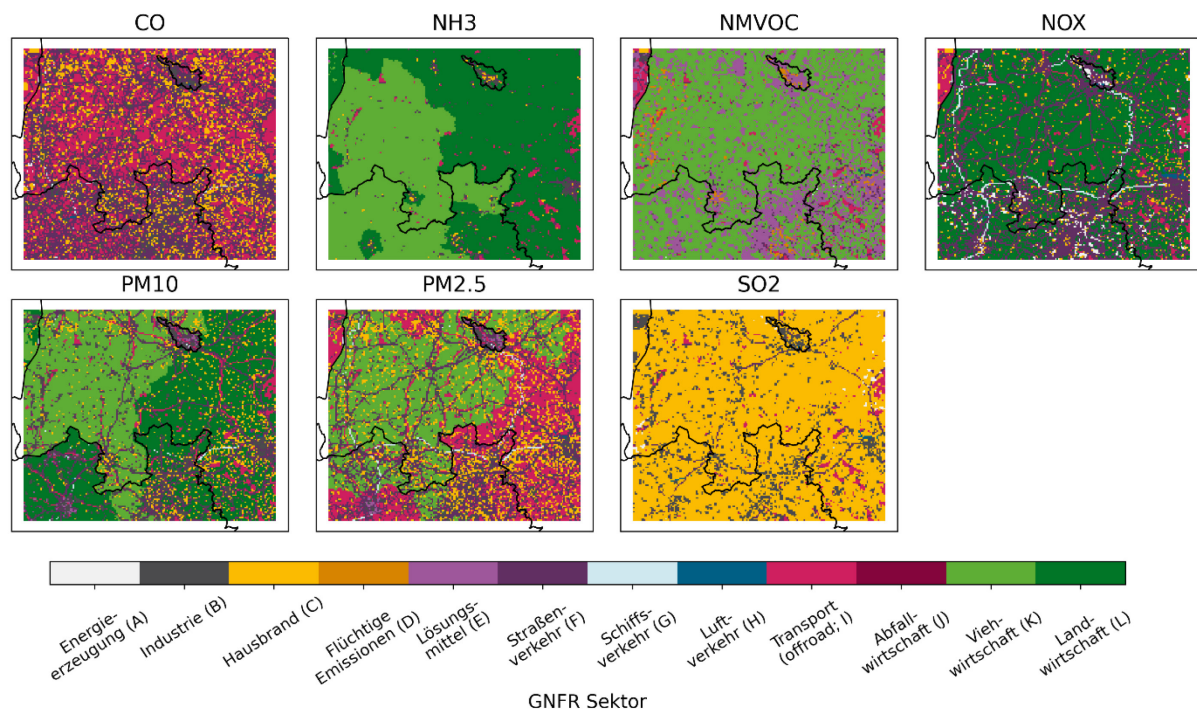 CO
NH3
NMVOC
NOX
PM10
PM2.5
SO2
Energie-
erzeugung (A)
Industrie (B)
Hausbrand (C)
Flüchtige
Emissionen (D)
Lösungs-
mittel (E)
Straßen-
verkehr (F)
Schiffs-
verkehr (G)
Luft-
verkehr (H)
Transport
(offroad; I)
Abfall-
wirtschaft (J)
Vieh-
wirtschaft (K)
Land-
wirtschaft (L)
GNFR Sektor